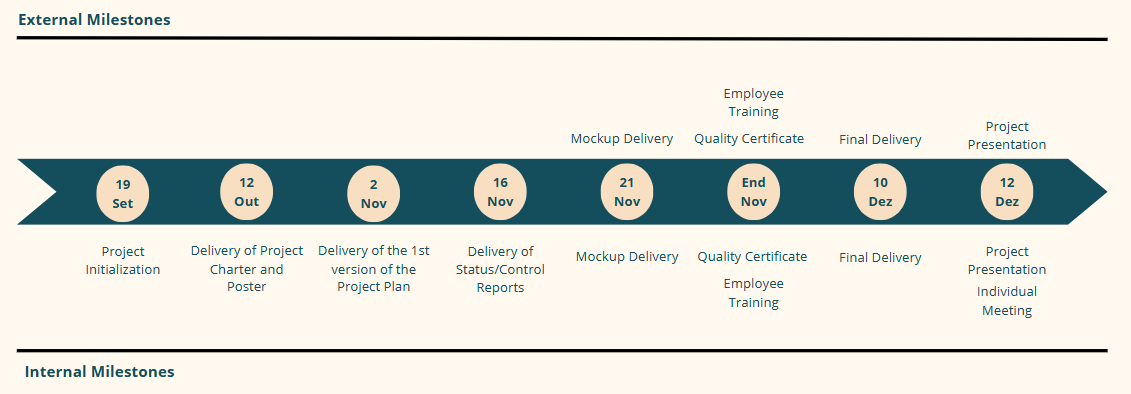 External Milestones
Employee
Training
Mockup Delivery
Quality Certificate
Final Delivery
Project
Presentation
19
Set
12
Out
2
Nov
16
Nov
21
Nov
End
Nov
10
Dez
12
Dez
Project
Initialization
Delivery of Project
Charter and
Poster
Delivery of the 1st
version of the
Project Plan
Delivery of
Status/Control
Reports
Mockup Delivery
Quality Certificate
Employee
Training
Final Delivery
Project
Presentation
Individual
Meeting
Internal Milestones